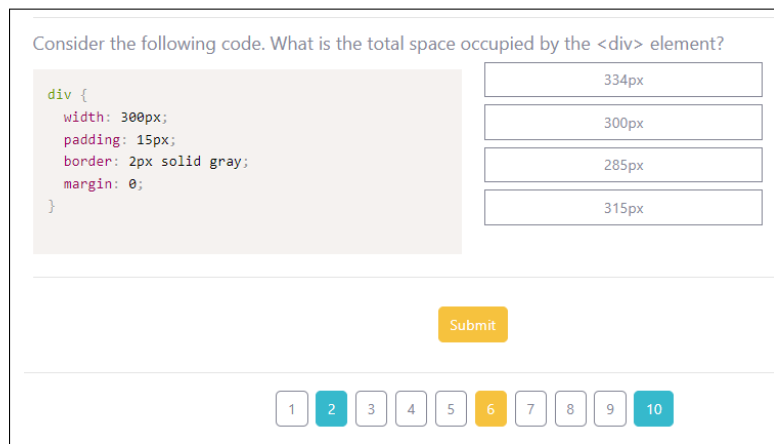 Consider the following code. What is the total space occupied by the <div> element?
div {
width: 300px;
padding: 15px;
border: 2px solid gray;
margin: 0;
}
334px
300px
285px
315px
Submit
1 2 3 4 5 6 7 8 9 10